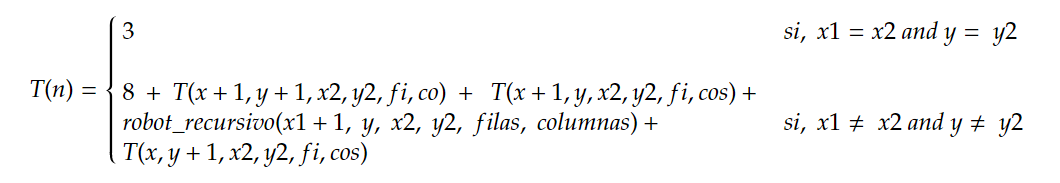 3 si, x1 = x2 and y = y2
T(n) =
8 + T(x + 1, y + 1, x2, y2, fi, co) + T(x + 1, y, x2, y2, fi, cos) +
robot_recursivo(x1 + 1, y, x2, y2, filas, columnas) + si, x1 ≠ x2 and y ≠ y2
T(x, y + 1, x2, y2, fi, cos)